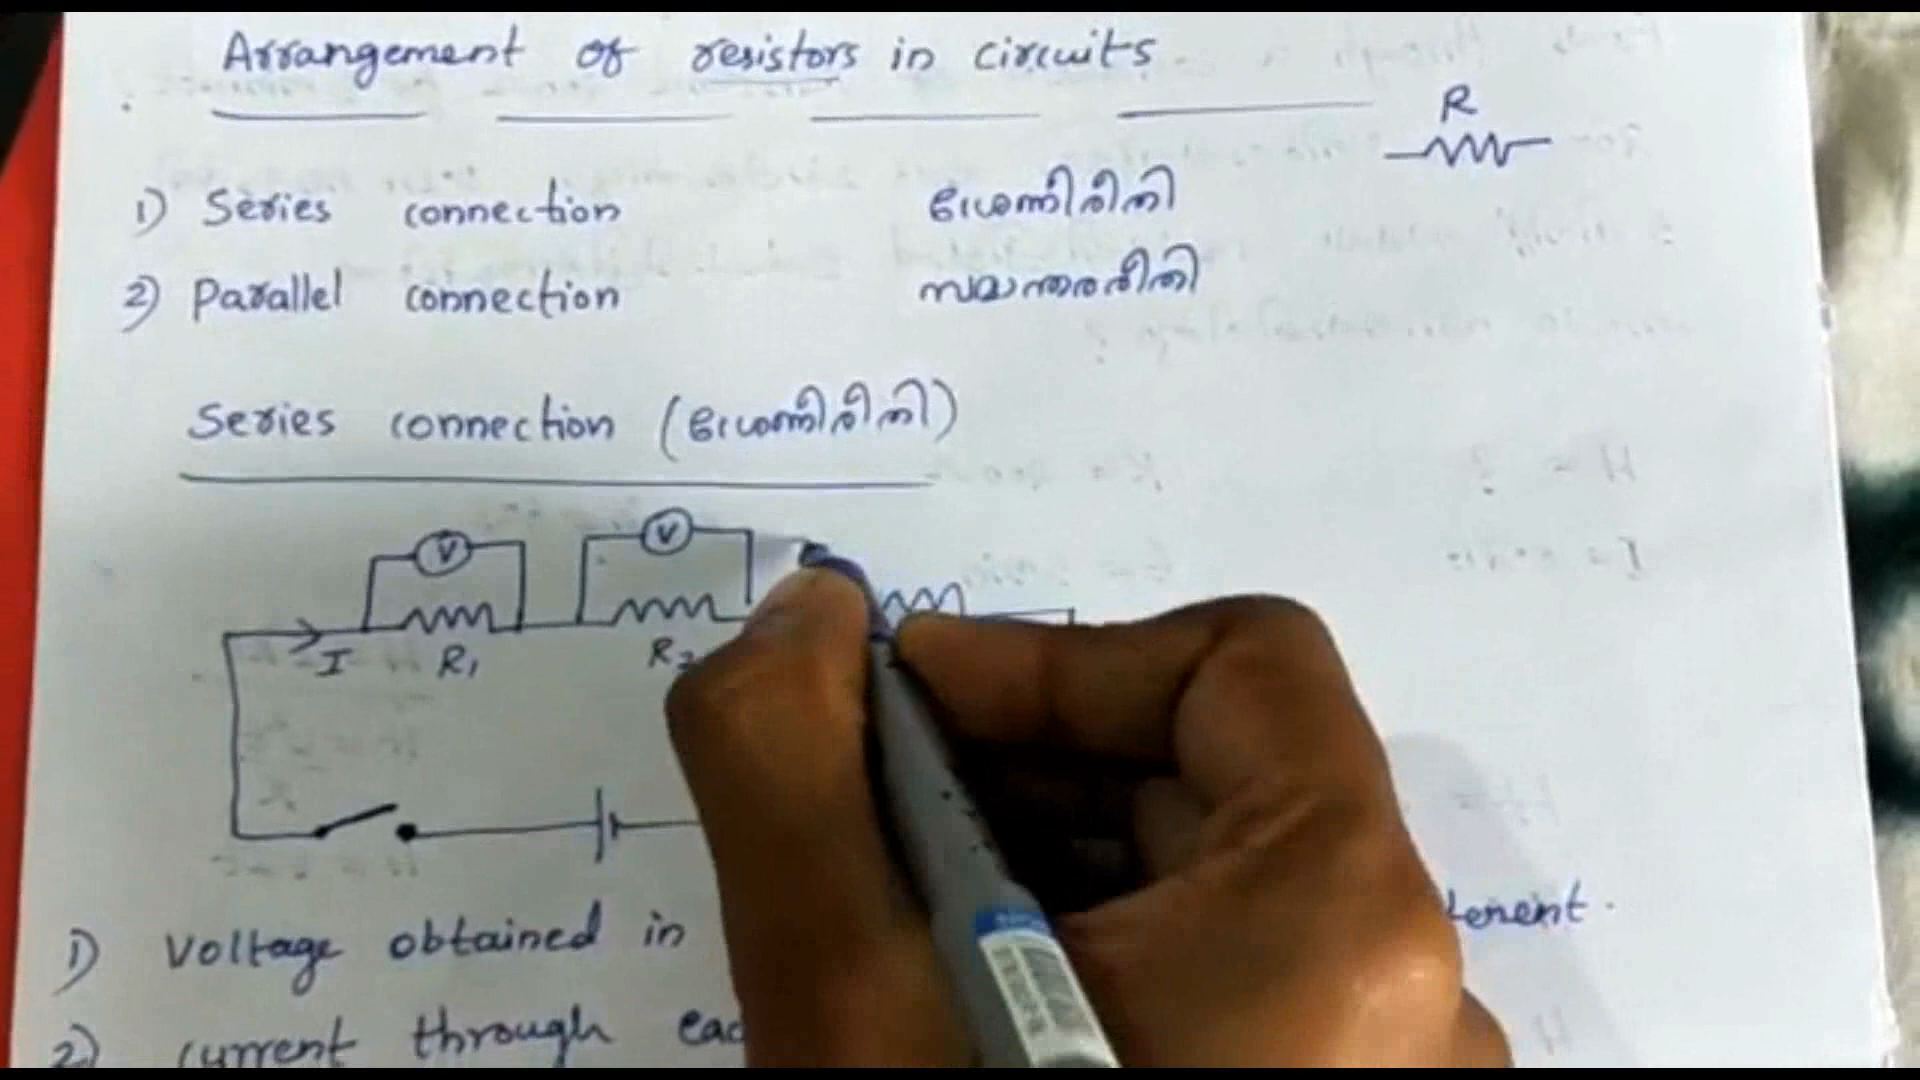 Arrangement of resistors in circuits
R
1) Series connection ശ്രേണീരീതി
2) Parallel connection സമാന്തരരീതി
Series connection (ശ്രേണീരീതി)
V V
I R1 R2
1) Voltage obtained in
2) current through